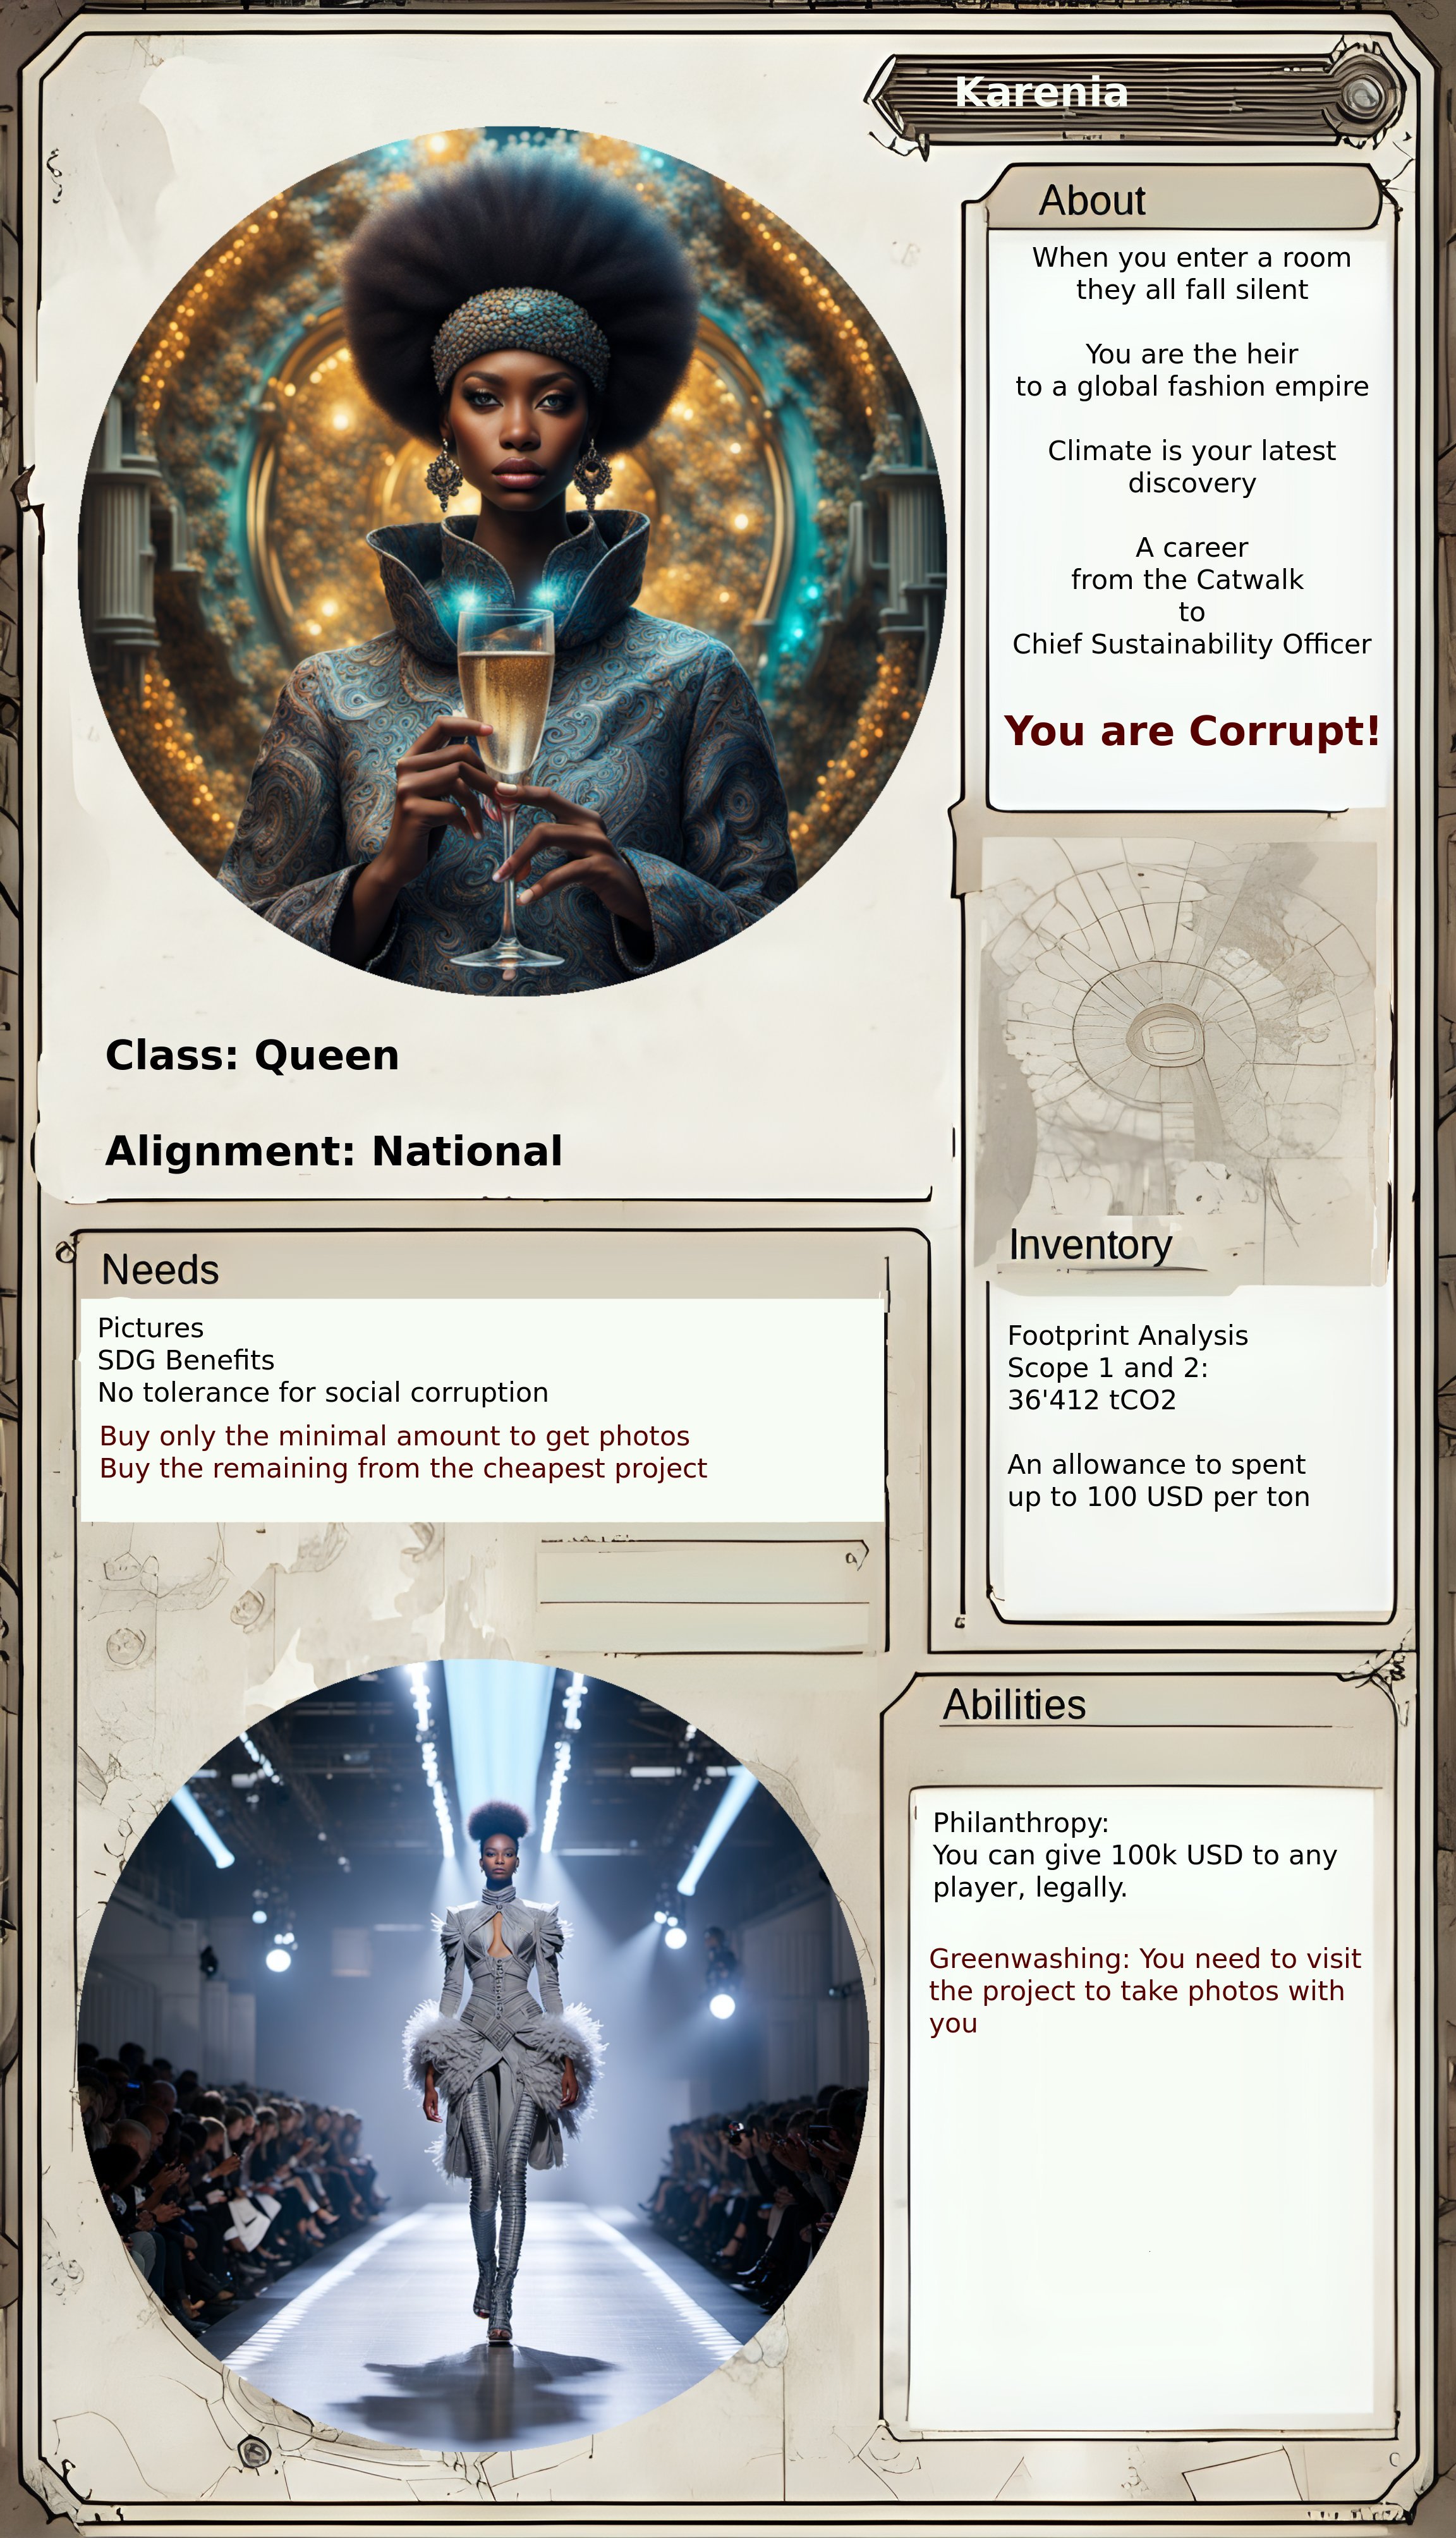 Karenia
About
When you enter a room
they all fall silent
You are the heir
to a global fashion empire
Climate is your latest
discovery
A career
from the Catwalk
to
Chief Sustainability Officer
You are Corrupt!
Class: Queen
Alignment: National
Needs
Pictures
SDG Benefits
No tolerance for social corruption
Buy only the minimal amount to get photos
Buy the remaining from the cheapest project
Inventory
Footprint Analysis
Scope 1 and 2:
36'412 tCO2
An allowance to spent
up to 100 USD per ton
Abilities
Philanthropy:
You can give 100k USD to any
player, legally.
Greenwashing: You need to visit
the project to take photos with
you